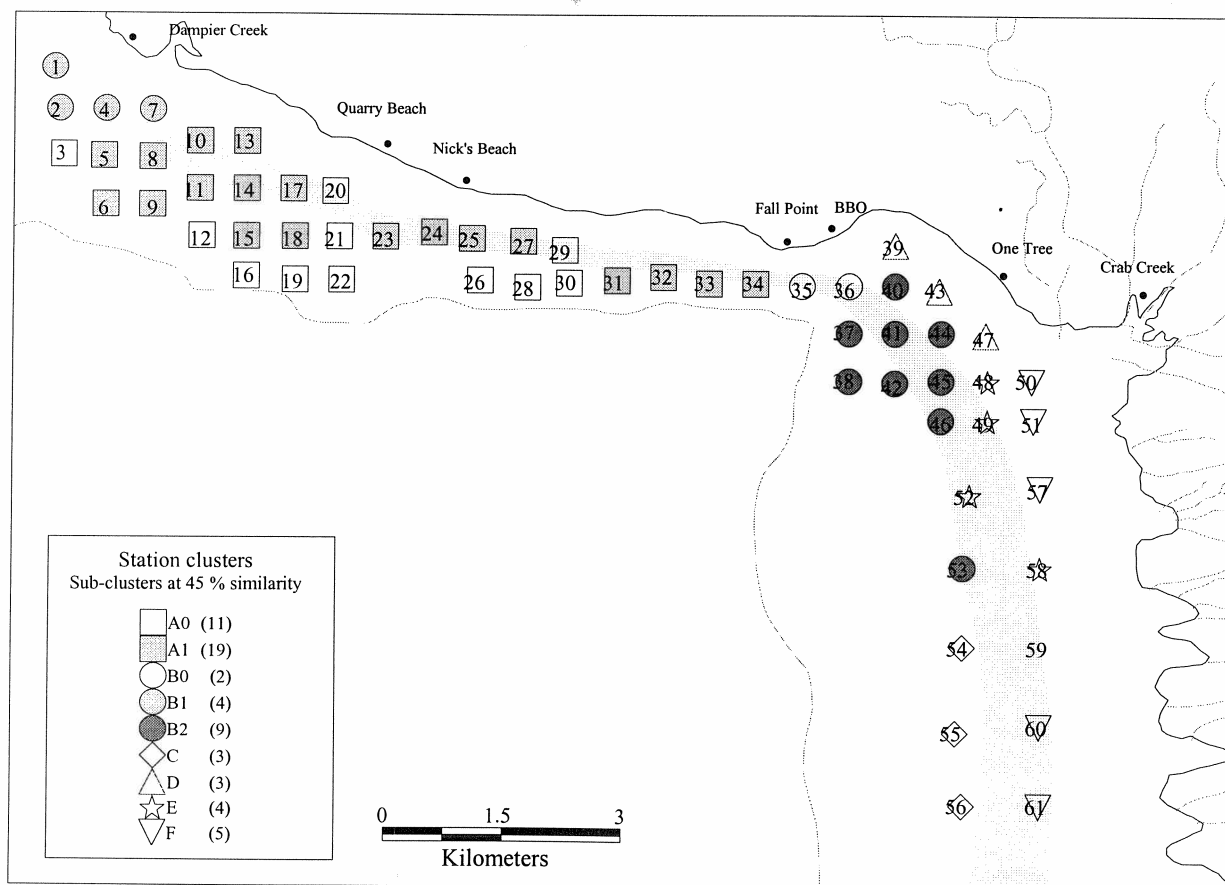 Dampier Creek
1
Quarry Beach
2 4 7
10 13
Nick's Beach
3 5 8
11 14 17 20
6 9
Fall Point BBO
12 15 18 21 23 24 25 27 29
39
One Tree
16 19 22 26 28 30 31 32 33 34 35 36 40 43
Crab Creek
37 41 44 47
38 42 45 48 50
46 49 51
52 57
53 58
54 59
55 60
56 61
Station clusters
Sub-clusters at 45 % similarity
A0 (11)
A1 (19)
B0 (2)
B1 (4)
B2 (9)
C (3)
D (3)
E (4)
F (5)
0 1.5 3
Kilometers